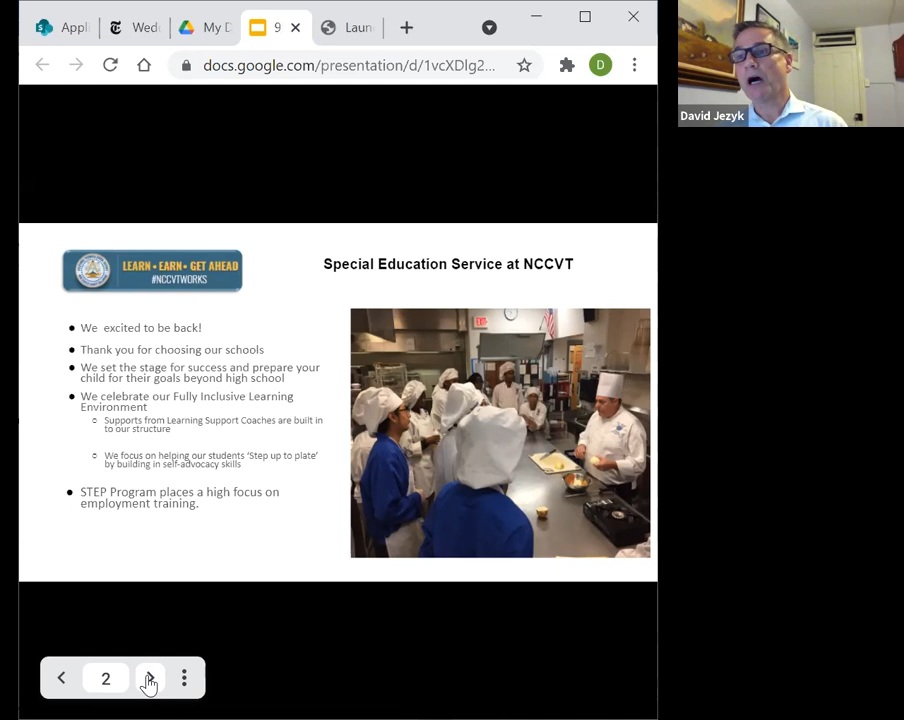 Appli
Wed
My D
9
Laun
docs.google.com/presentation/d/1vcXDlg2...
D
David Jezyk
LEARN • EARN • GET AHEAD
#NCCVTWORKS
Special Education Service at NCCVT
• We excited to be back!
• Thank you for choosing our schools
• We set the stage for success and prepare your
child for their goals beyond high school
• We celebrate our Fully Inclusive Learning
Environment
○ Supports from Learning Support Coaches are built in
to our structure
○ We focus on helping our students ‘Step up to plate’
by building in self-advocacy skills
• STEP Program places a high focus on
employment training.
EXIT
2